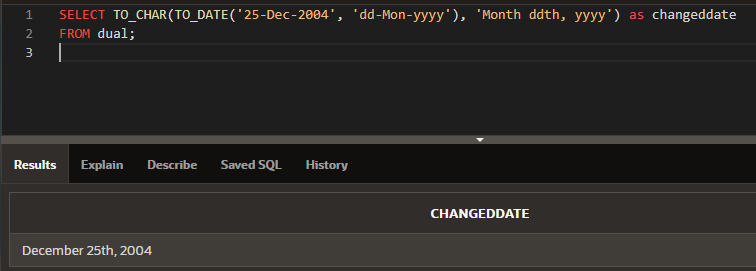 1 SELECT TO_CHAR(TO_DATE('25-Dec-2004', 'dd-Mon-yyyy'), 'Month ddth, yyyy') as changeddate
2 FROM dual;
3
Results Explain Describe Saved SQL History
CHANGEDDATE
December 25th, 2004